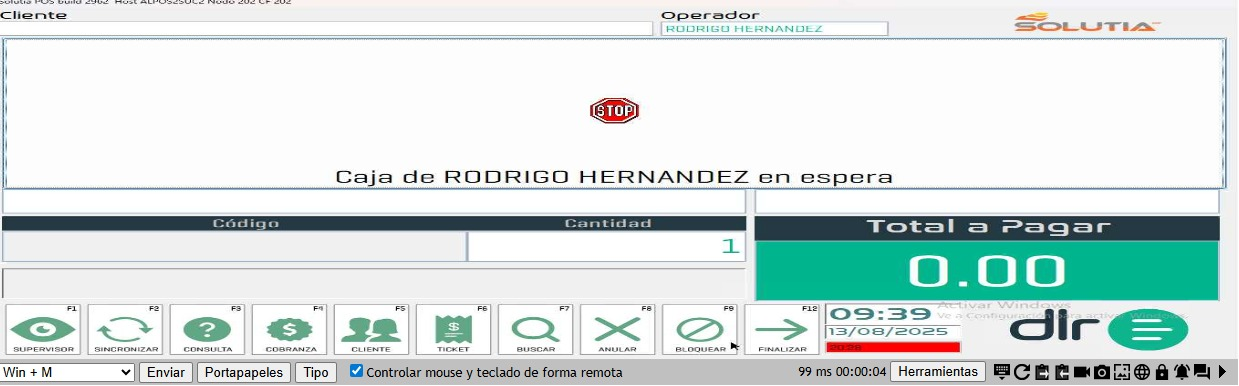 Solutia POS Build 2962 Host ALPOS2SUC2 Nodo 202 CF 202
Cliente
Operador
RODRIGO HERNANDEZ
SOLUTIA
STOP
Caja de RODRIGO HERNANDEZ en espera
Código
Cantidad
Total a Pagar
1
0.00
F1
SUPERVISOR
F2
SINCRONIZAR
F3
CONSULTA
F4
COBRANZA
F5
CLIENTE
F6
TICKET
F7
BUSCAR
F8
ANULAR
F9
BLOQUEAR
F12
FINALIZAR
09:39
13/08/2025
Activar Windows
Ve a Configuración para activar Windows.
dlr
Win + M
Enviar
Portapapeles
Tipo
Controlar mouse y teclado de forma remota
99 ms 00:00:04
Herramientas